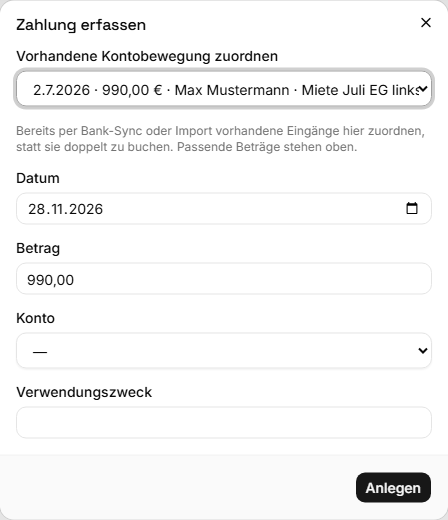 Zahlung erfassen
Vorhandene Kontobewegung zuordnen
2.7.2026 · 990,00 € · Max Mustermann · Miete Juli EG links
Bereits per Bank-Sync oder Import vorhandene Eingänge hier zuordnen,
statt sie doppelt zu buchen. Passende Beträge stehen oben.
Datum
28.11.2026
Betrag
990,00
Konto
—
Verwendungszweck
Anlegen